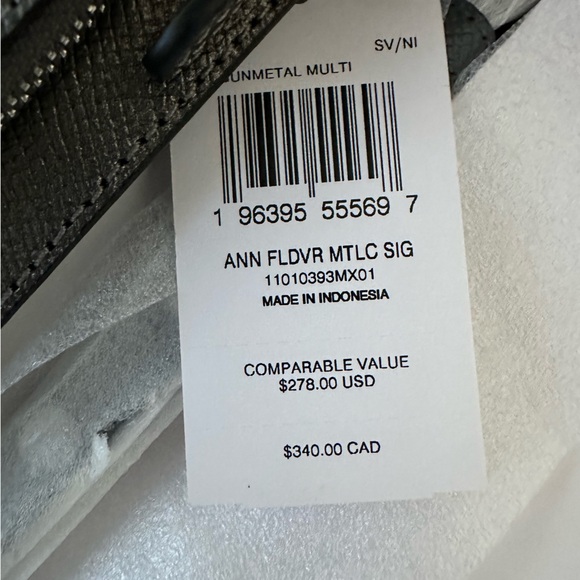 SV/NI
UNMETAL MULTI
1 96395 55569 7
ANN FLDVR MTLC SIG
11010393MX01
MADE IN INDONESIA
COMPARABLE VALUE
$278.00 USD
$340.00 CAD